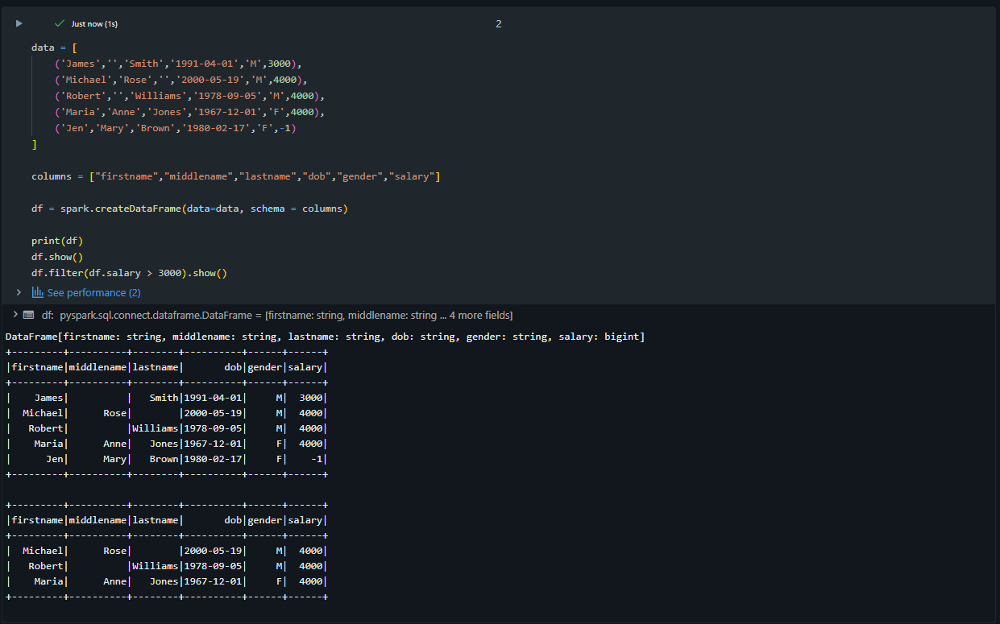 Just now (1s)
2
data = [
    ('James','','Smith','1991-04-01','M',3000),
    ('Michael','Rose','','2000-05-19','M',4000),
    ('Robert','','Williams','1978-09-05','M',4000),
    ('Maria','Anne','Jones','1967-12-01','F',4000),
    ('Jen','Mary','Brown','1980-02-17','F',-1)
]

columns = ["firstname","middlename","lastname","dob","gender","salary"]

df = spark.createDataFrame(data=data, schema = columns)

print(df)
df.show()
df.filter(df.salary > 3000).show()
See performance (2)
df: pyspark.sql.connect.dataframe.DataFrame = [firstname: string, middlename: string ... 4 more fields]
DataFrame[firstname: string, middlename: string, lastname: string, dob: string, gender: string, salary: bigint]
+---------+----------+--------+----------+------+------+
|firstname|middlename|lastname|       dob|gender|salary|
+---------+----------+--------+----------+------+------+
|    James|          |   Smith|1991-04-01|     M|  3000|
|  Michael|      Rose|        |2000-05-19|     M|  4000|
|   Robert|          |Williams|1978-09-05|     M|  4000|
|    Maria|      Anne|   Jones|1967-12-01|     F|  4000|
|      Jen|      Mary|   Brown|1980-02-17|     F|    -1|
+---------+----------+--------+----------+------+------+

+---------+----------+--------+----------+------+------+
|firstname|middlename|lastname|       dob|gender|salary|
+---------+----------+--------+----------+------+------+
|  Michael|      Rose|        |2000-05-19|     M|  4000|
|   Robert|          |Williams|1978-09-05|     M|  4000|
|    Maria|      Anne|   Jones|1967-12-01|     F|  4000|
+---------+----------+--------+----------+------+------+